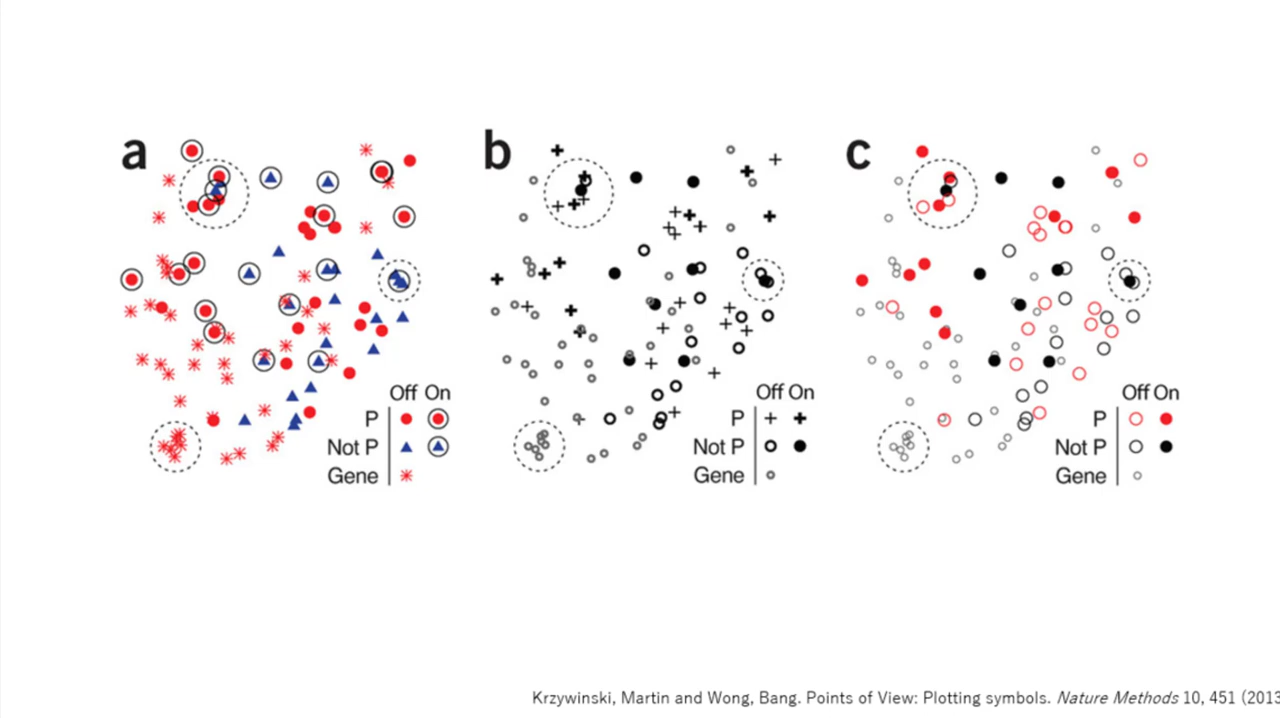 a
b
c
Off On
P
Not P
Gene
Off On
P
Not P
Gene
Off On
P
Not P
Gene
Krzywinski, Martin and Wong, Bang. Points of View: Plotting symbols. Nature Methods 10, 451 (2013